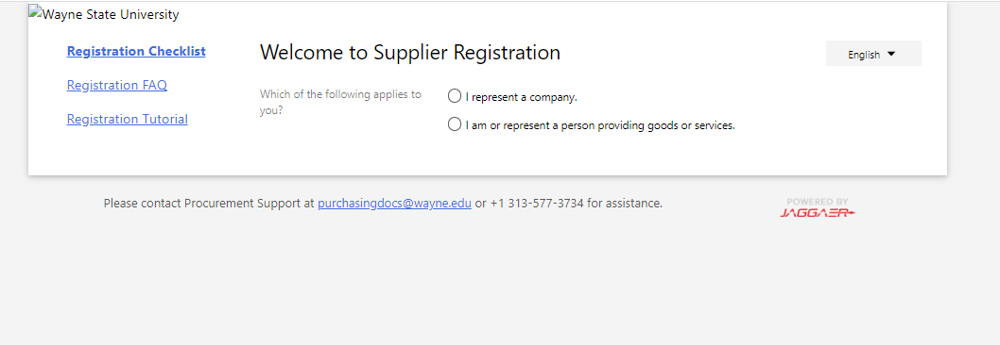 Wayne State University
Registration Checklist
Registration FAQ
Registration Tutorial
Welcome to Supplier Registration
English
Which of the following applies to
you?
I represent a company.
I am or represent a person providing goods or services.
Please contact Procurement Support at purchasingdocs@wayne.edu or +1 313-577-3734 for assistance.
POWERED BY
JAGGAER